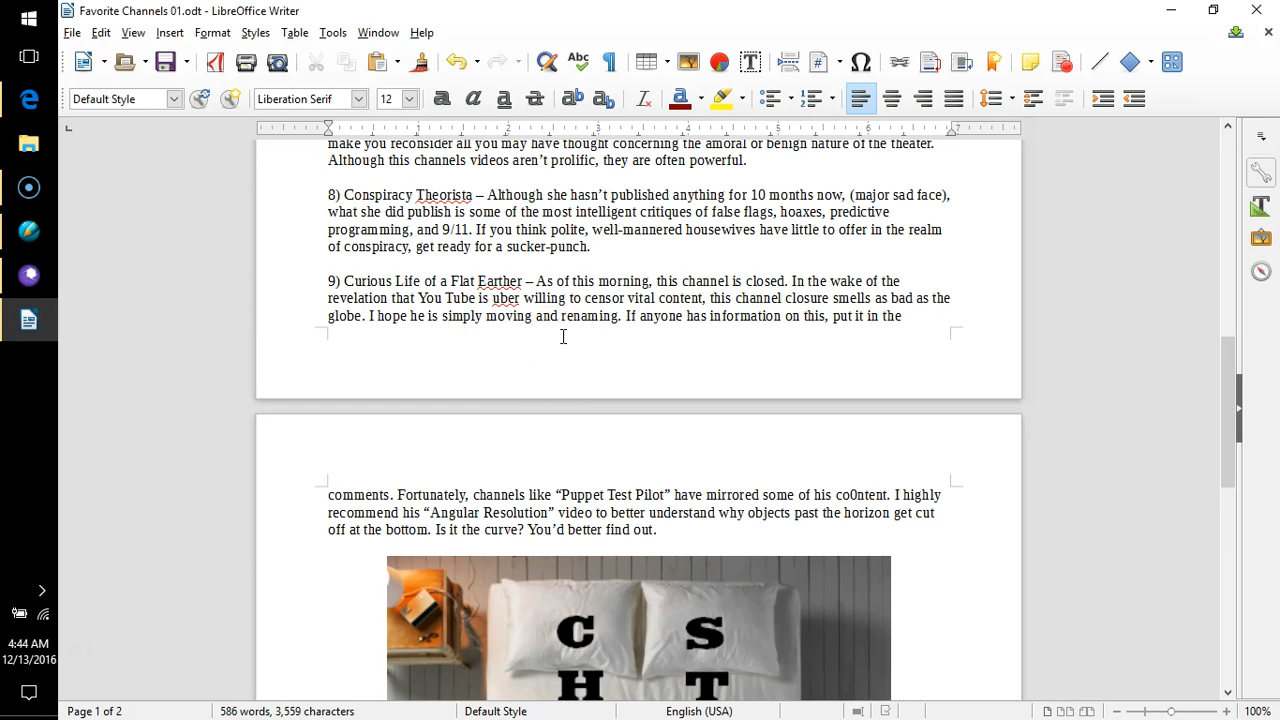 Favorite Channels 01.odt - LibreOffice Writer
File Edit View Insert Format Styles Table Tools Window Help
Default Style Liberation Serif 12
1 2 3 4 5 6 7
make you reconsider all you may have thought concerning the amoral or benign nature of the theater.
Although this channels videos aren’t prolific, they are often powerful.
8) Conspiracy Theorista – Although she hasn’t published anything for 10 months now, (major sad face),
what she did publish is some of the most intelligent critiques of false flags, hoaxes, predictive
programming, and 9/11. If you think polite, well-mannered housewives have little to offer in the realm
of conspiracy, get ready for a sucker-punch.
9) Curious Life of a Flat Earther – As of this morning, this channel is closed. In the wake of the
revelation that You Tube is uber willing to censor vital content, this channel closure smells as bad as the
globe. I hope he is simply moving and renaming. If anyone has information on this, put it in the
comments. Fortunately, channels like “Puppet Test Pilot” have mirrored some of his co0ntent. I highly
recommend his “Angular Resolution” video to better understand why objects past the horizon get cut
off at the bottom. Is it the curve? You’d better find out.
C S
H T
4:44 AM
12/13/2016
Page 1 of 2 586 words, 3,559 characters Default Style English (USA) 100%